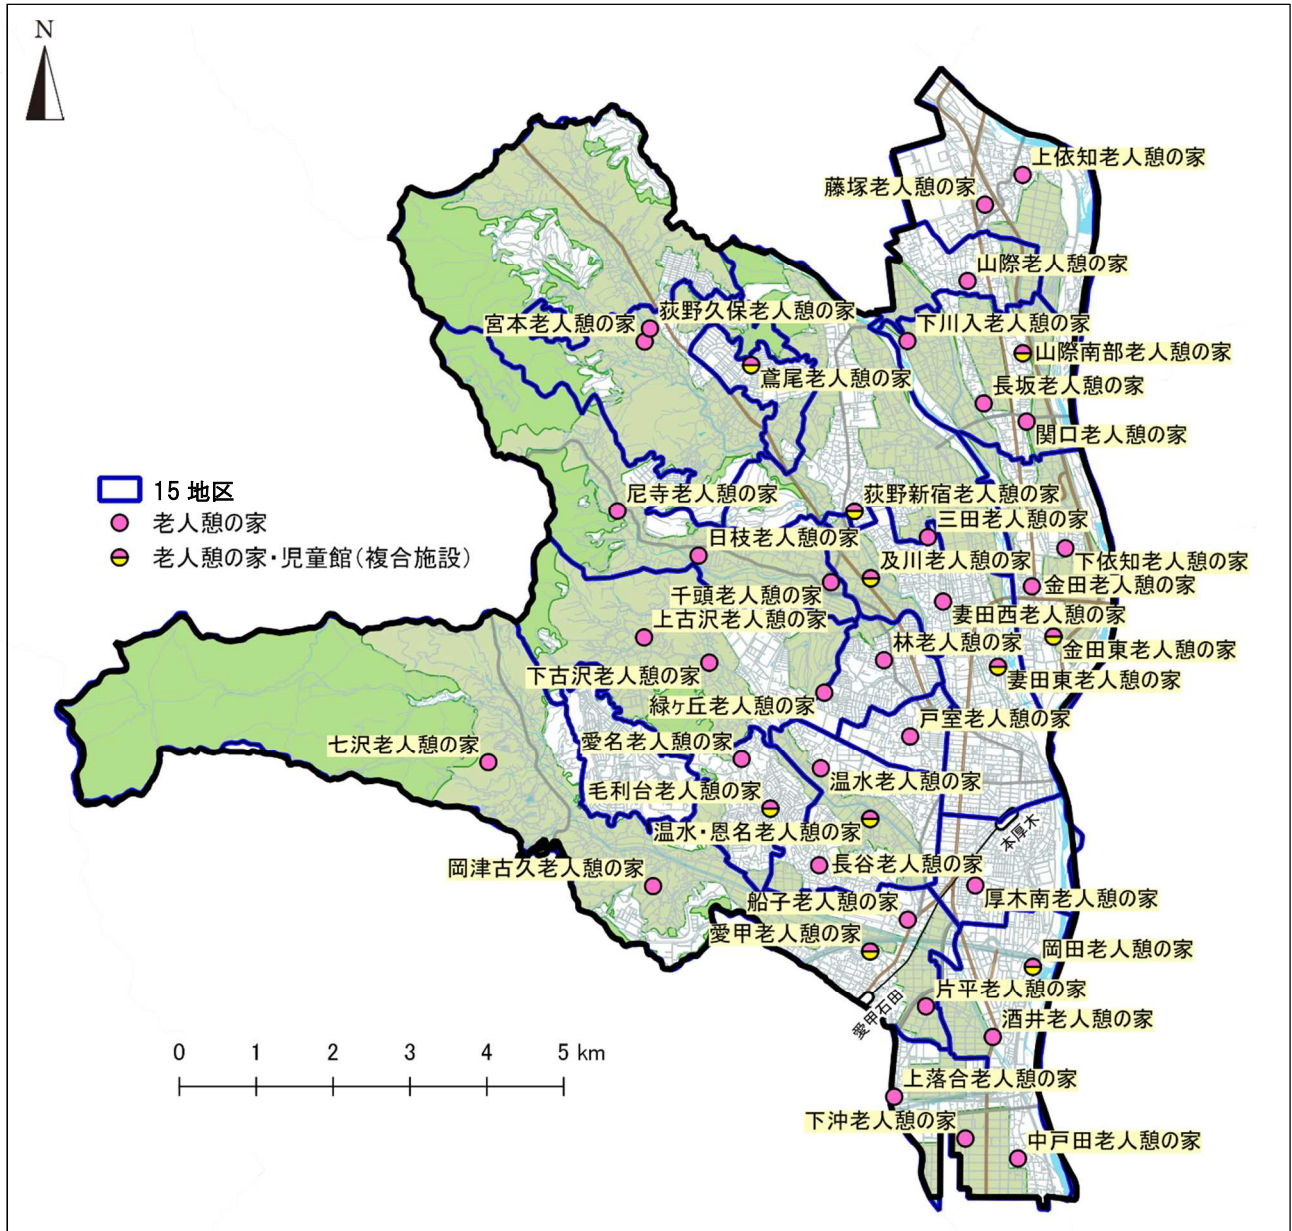 N
上依知老人憩の家
藤塚老人憩の家
山際老人憩の家
荻野久保老人憩の家
宮本老人憩の家
下川入老人憩の家
山際南部老人憩の家
鳶尾老人憩の家
長坂老人憩の家
関口老人憩の家
15 地区
老人憩の家
老人憩の家・児童館(複合施設)
尼寺老人憩の家
荻野新宿老人憩の家
三田老人憩の家
日枝老人憩の家
及川老人憩の家
下依知老人憩の家
金田老人憩の家
千頭老人憩の家
妻田西老人憩の家
上古沢老人憩の家
林老人憩の家
金田東老人憩の家
下古沢老人憩の家
妻田東老人憩の家
緑ヶ丘老人憩の家
戸室老人憩の家
七沢老人憩の家
愛名老人憩の家
温水老人憩の家
毛利台老人憩の家
温水・恩名老人憩の家
本厚木
岡津古久老人憩の家
長谷老人憩の家
船子老人憩の家
厚木南老人憩の家
愛甲老人憩の家
岡田老人憩の家
片平老人憩の家
愛甲石田
酒井老人憩の家
0 1 2 3 4 5 km
上落合老人憩の家
下沖老人憩の家
中戸田老人憩の家